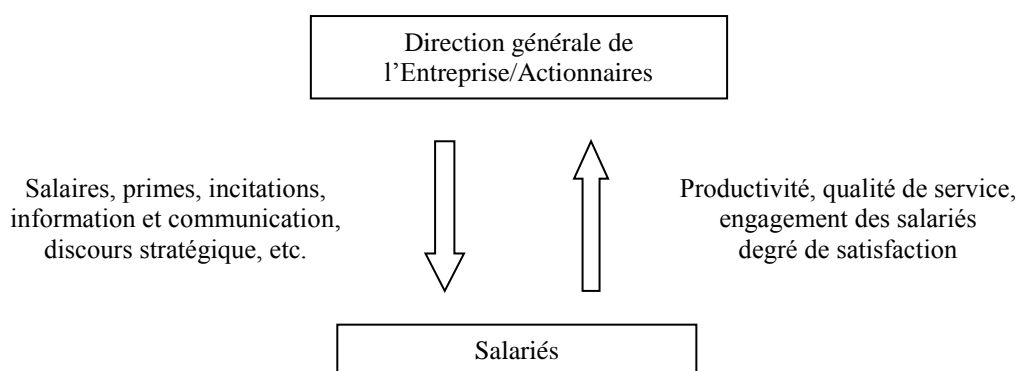 Direction générale de
l’Entreprise/Actionnaires
Salaires, primes, incitations,
information et communication,
discours stratégique, etc.
Productivité, qualité de service,
engagement des salariés
degré de satisfaction
Salariés